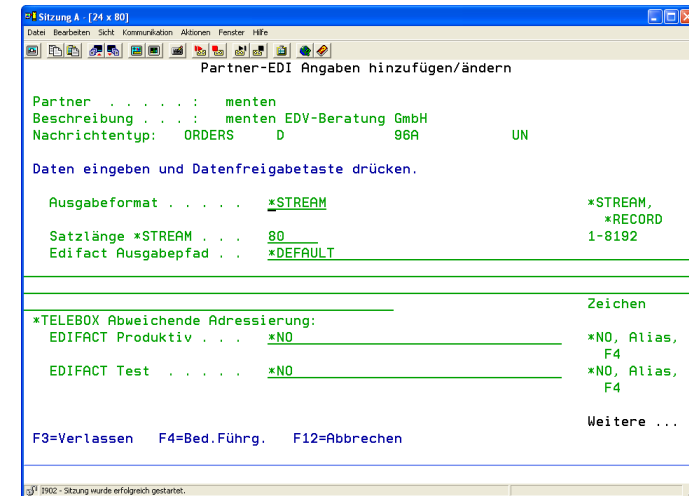 Sitzung A - [24 x 80]
Datei Bearbeiten Sicht Kommunikation Aktionen Fenster Hilfe
Partner-EDI Angaben hinzufügen/ändern
Partner . . . . . : menten
Beschreibung . . . : menten EDV-Beratung GmbH
Nachrichtentyp: ORDERS D 96A UN
Daten eingeben und Datenfreigabetaste drücken.
Ausgabeformat . . . . . *STREAM *STREAM,
*RECORD
Satzlänge *STREAM . . . 80 1-8192
Edifact Ausgabepfad . . *DEFAULT
Zeichen
*TELEBOX Abweichende Adressierung:
EDIFACT Produktiv . . . *NO *NO, Alias,
F4
EDIFACT Test . . . . . *NO *NO, Alias,
F4
Weitere ...
F3=Verlassen F4=Bed.Führg. F12=Abbrechen
I902 - Sitzung wurde erfolgreich gestartet.